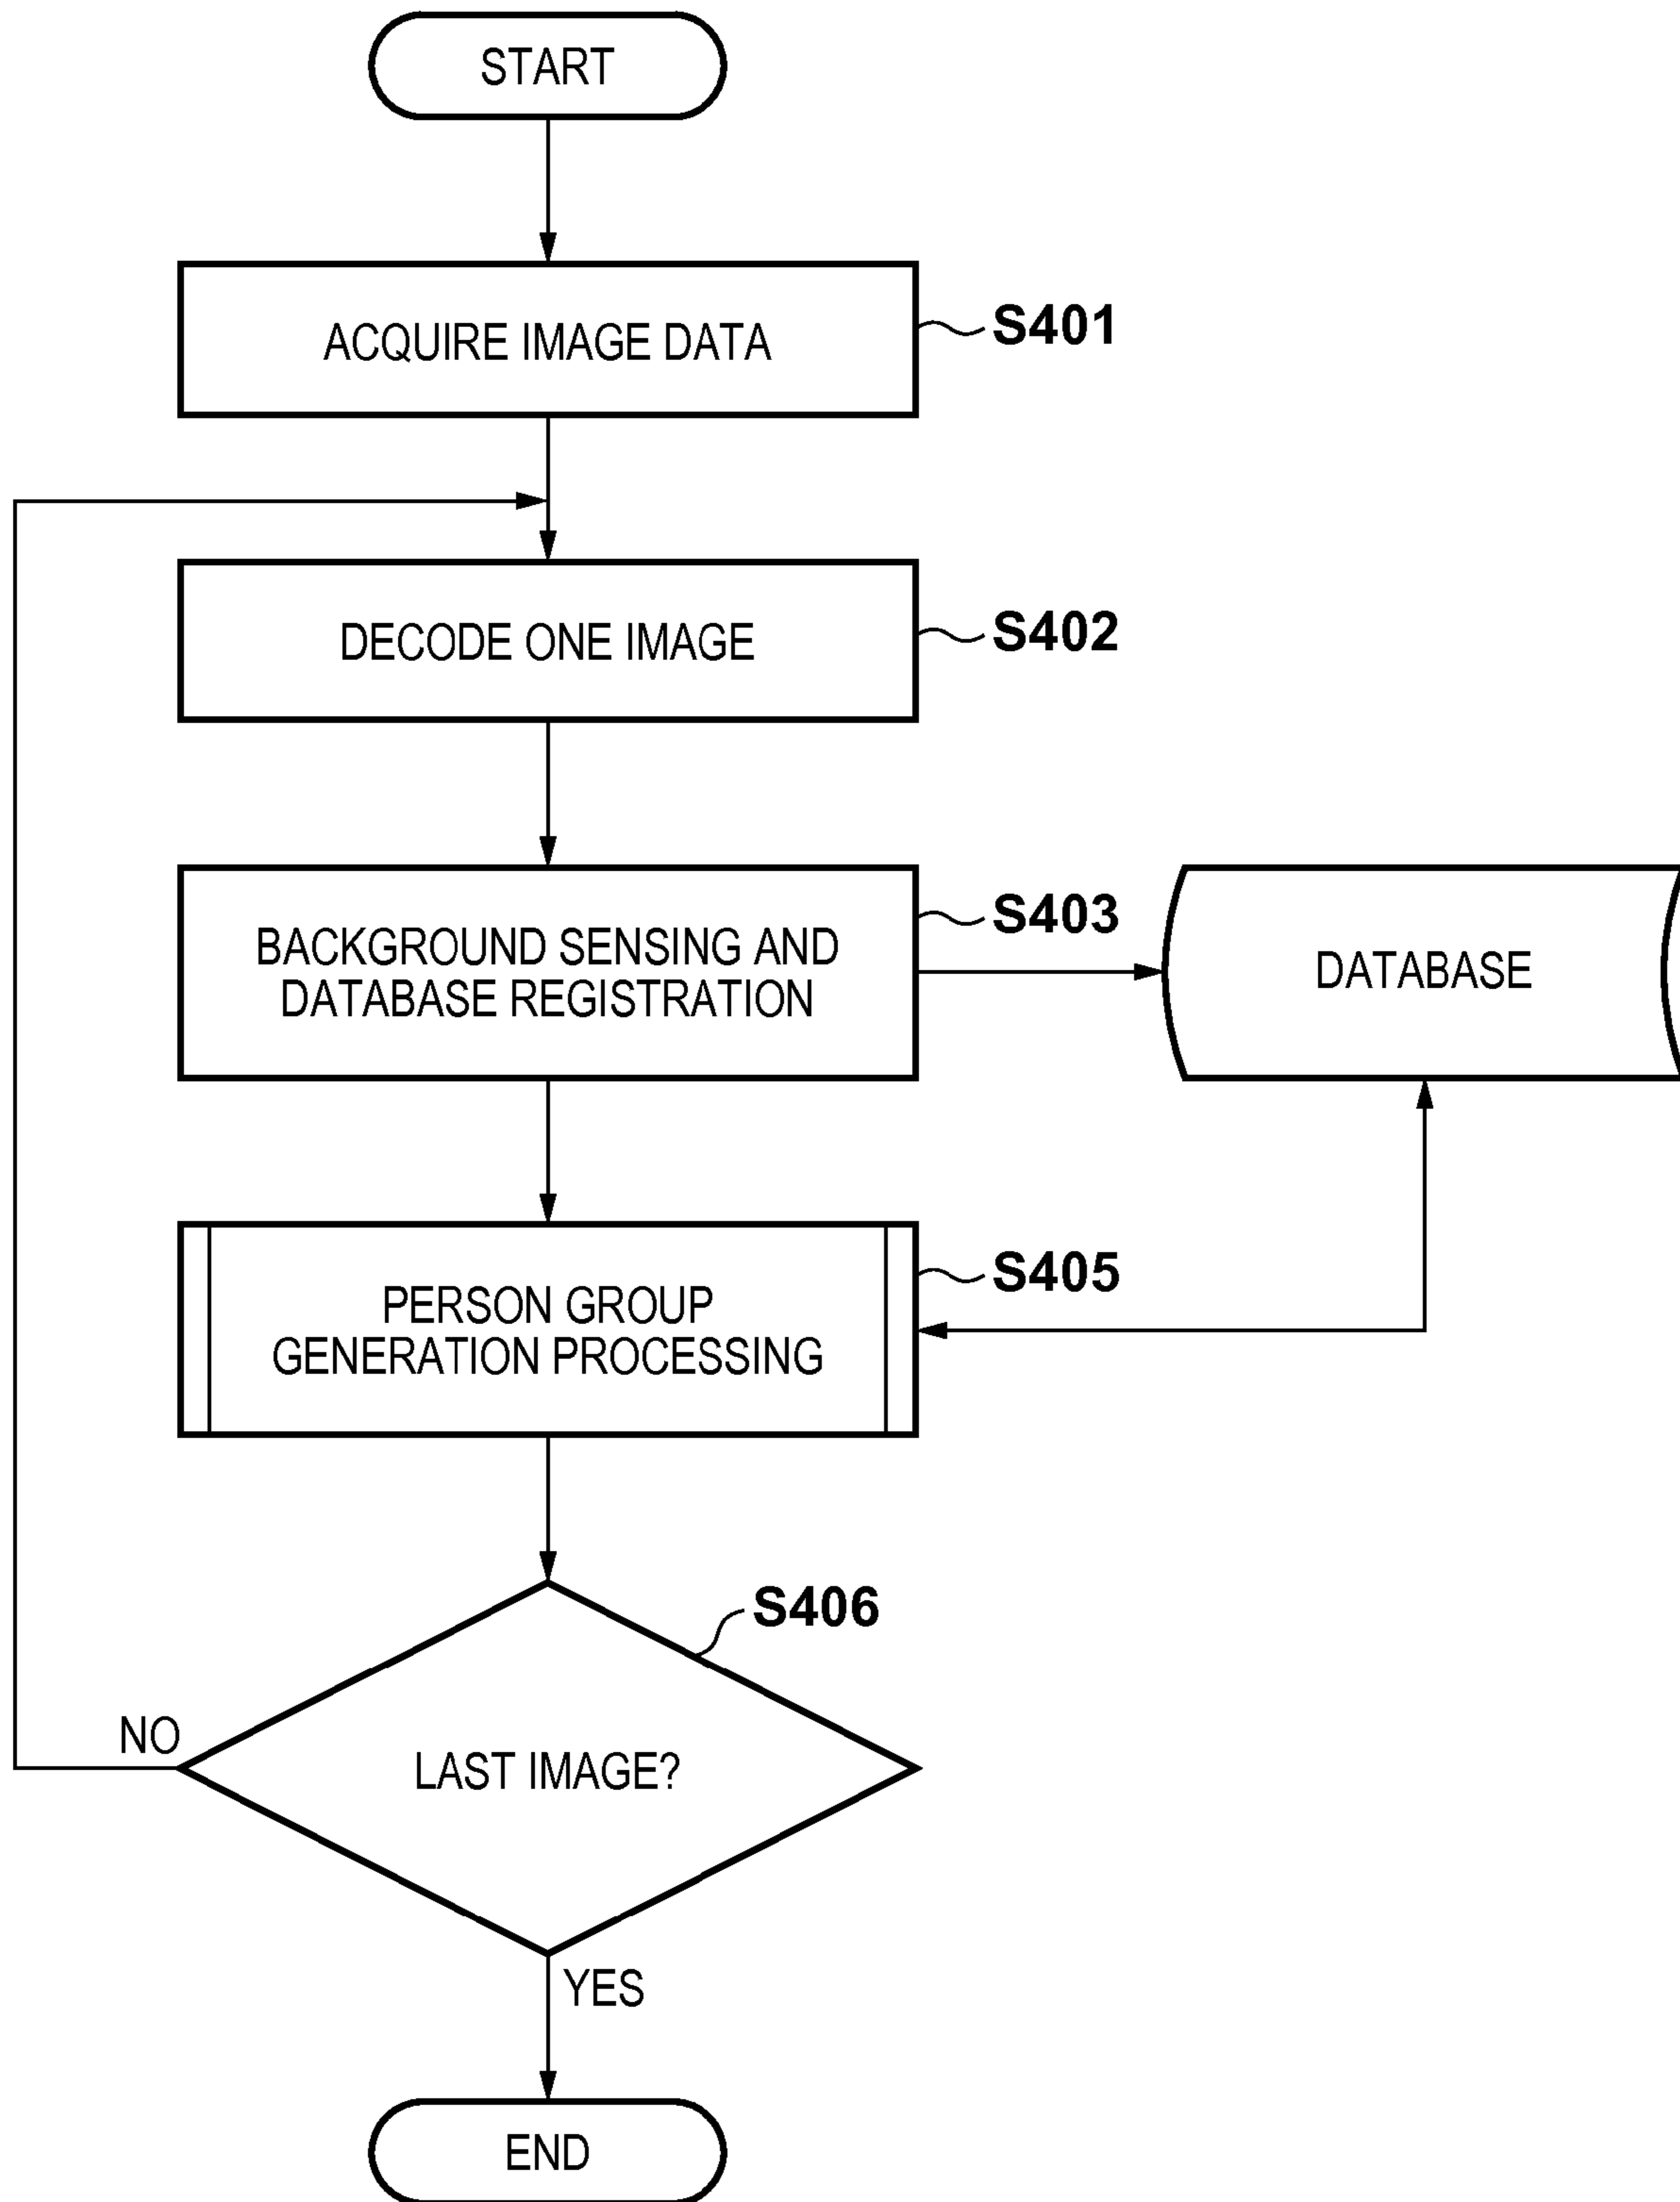 START
ACQUIRE IMAGE DATA
S401
DECODE ONE IMAGE
S402
BACKGROUND SENSING AND
DATABASE REGISTRATION
S403
DATABASE
PERSON GROUP
GENERATION PROCESSING
S405
S406
LAST IMAGE?
NO
YES
END